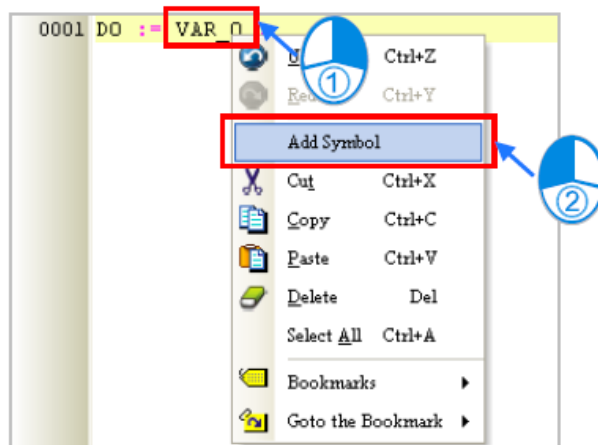 0001 DO := VAR_0
Ctrl+Z
Ctrl+Y
Add Symbol
Cut Ctrl+X
Copy Ctrl+C
Paste Ctrl+V
Delete Del
Select All Ctrl+A
Bookmarks
Goto the Bookmark
1
2